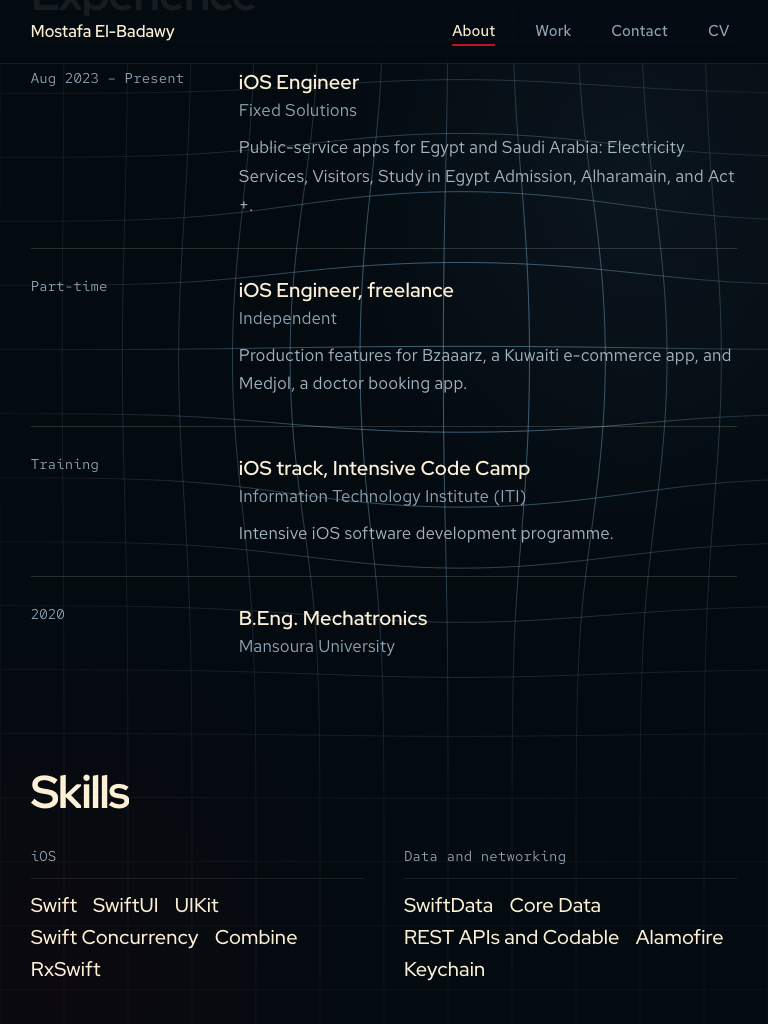 Experience
Mostafa El-Badawy
About
Work
Contact
CV
Aug 2023 – Present
iOS Engineer
Fixed Solutions
Public-service apps for Egypt and Saudi Arabia: Electricity
Services, Visitors, Study in Egypt Admission, Alharamain, and Act
+.
Part-time
iOS Engineer, freelance
Independent
Production features for Bzaaarz, a Kuwaiti e-commerce app, and
Medjol, a doctor booking app.
Training
iOS track, Intensive Code Camp
Information Technology Institute (ITI)
Intensive iOS software development programme.
2020
B.Eng. Mechatronics
Mansoura University
Skills
iOS
Swift SwiftUI UIKit
Swift Concurrency Combine
RxSwift
Data and networking
SwiftData Core Data
REST APIs and Codable Alamofire
Keychain